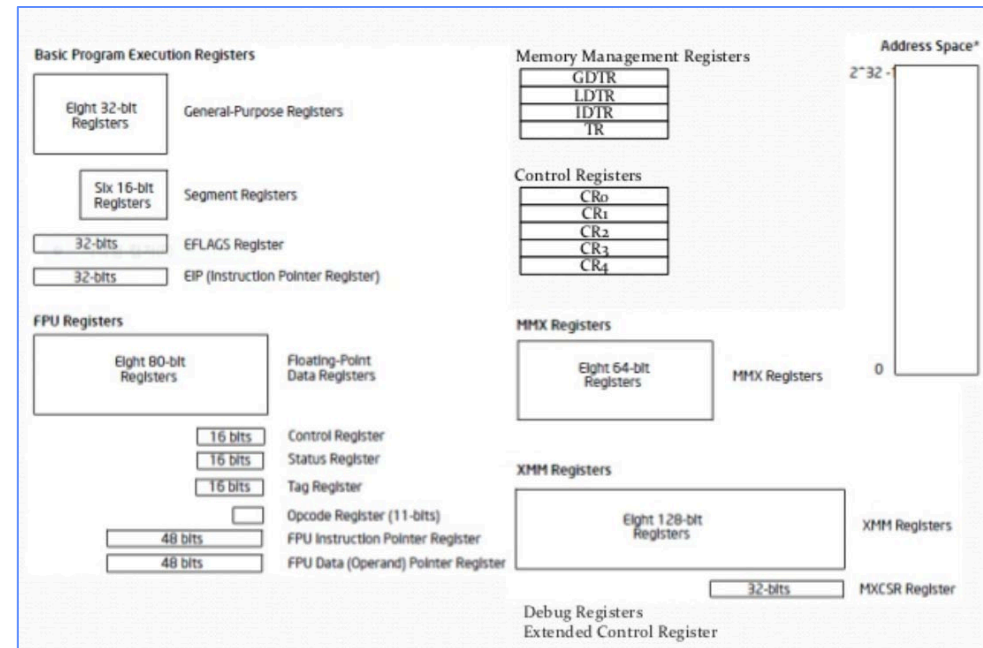 Basic Program Execution Registers
Eight 32-bit
Registers
General-Purpose Registers
Six 16-bit
Registers
Segment Registers
32-bits
EFLAGS Register
32-bits
EIP (Instruction Pointer Register)
FPU Registers
Eight 80-bit
Registers
Floating-Point
Data Registers
16 bits
Control Register
16 bits
Status Register
16 bits
Tag Register
Opcode Register (11-bits)
48 bits
FPU Instruction Pointer Register
48 bits
FPU Data (Operand) Pointer Register
Memory Management Registers
GDTR
LDTR
IDTR
TR
Control Registers
CR0
CR1
CR2
CR3
CR4
MMX Registers
Eight 64-bit
Registers
MMX Registers
XMM Registers
Eight 128-bit
Registers
XMM Registers
32-bits
MXCSR Register
Debug Registers
Extended Control Register
Address Space*
2^32 -1
0